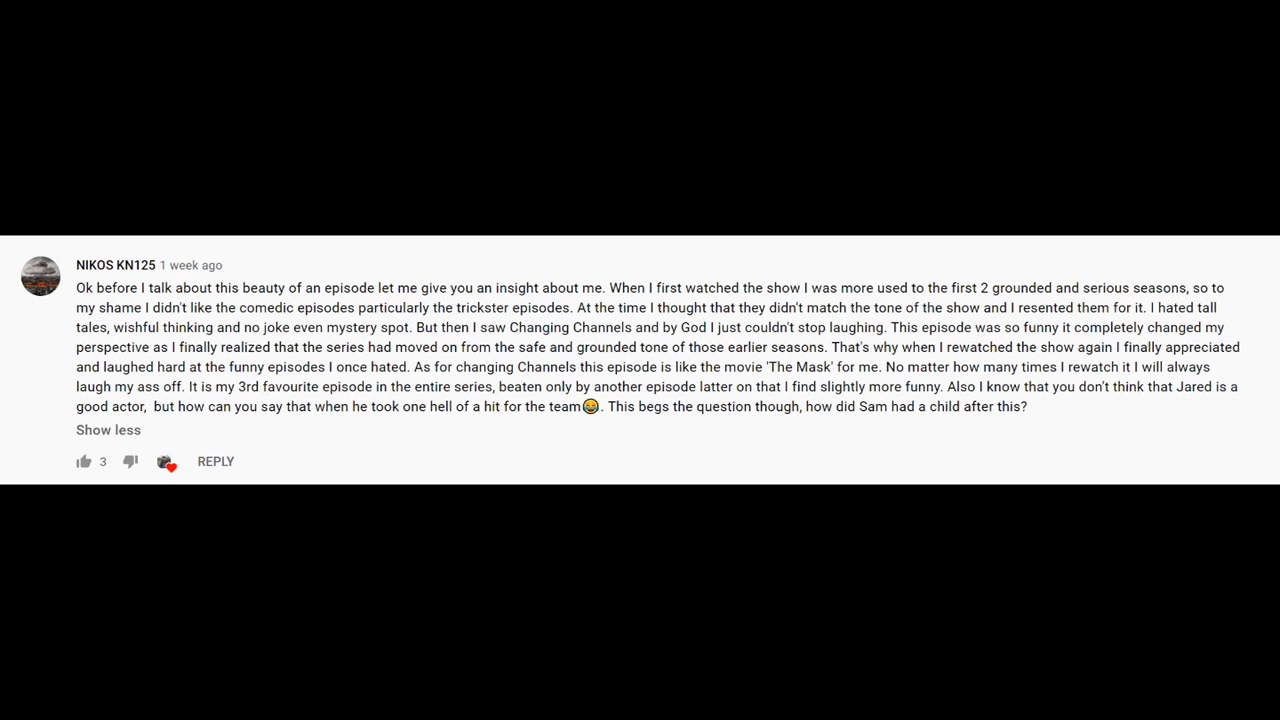 NIKOS KN125 1 week ago
Ok before I talk about this beauty of an episode let me give you an insight about me. When I first watched the show I was more used to the first 2 grounded and serious seasons, so to
my shame I didn't like the comedic episodes particularly the trickster episodes. At the time I thought that they didn't match the tone of the show and I resented them for it. I hated tall
tales, wishful thinking and no joke even mystery spot. But then I saw Changing Channels and by God I just couldn't stop laughing. This episode was so funny it completely changed my
perspective as I finally realized that the series had moved on from the safe and grounded tone of those earlier seasons. That's why when I rewatched the show again I finally appreciated
and laughed hard at the funny episodes I once hated. As for changing Channels this episode is like the movie 'The Mask' for me. No matter how many times I rewatch it I will always
laugh my ass off. It is my 3rd favourite episode in the entire series, beaten only by another episode latter on that I find slightly more funny. Also I know that you don't think that Jared is a
good actor,  but how can you say that when he took one hell of a hit for the team😂. This begs the question though, how did Sam had a child after this?
Show less
3 REPLY